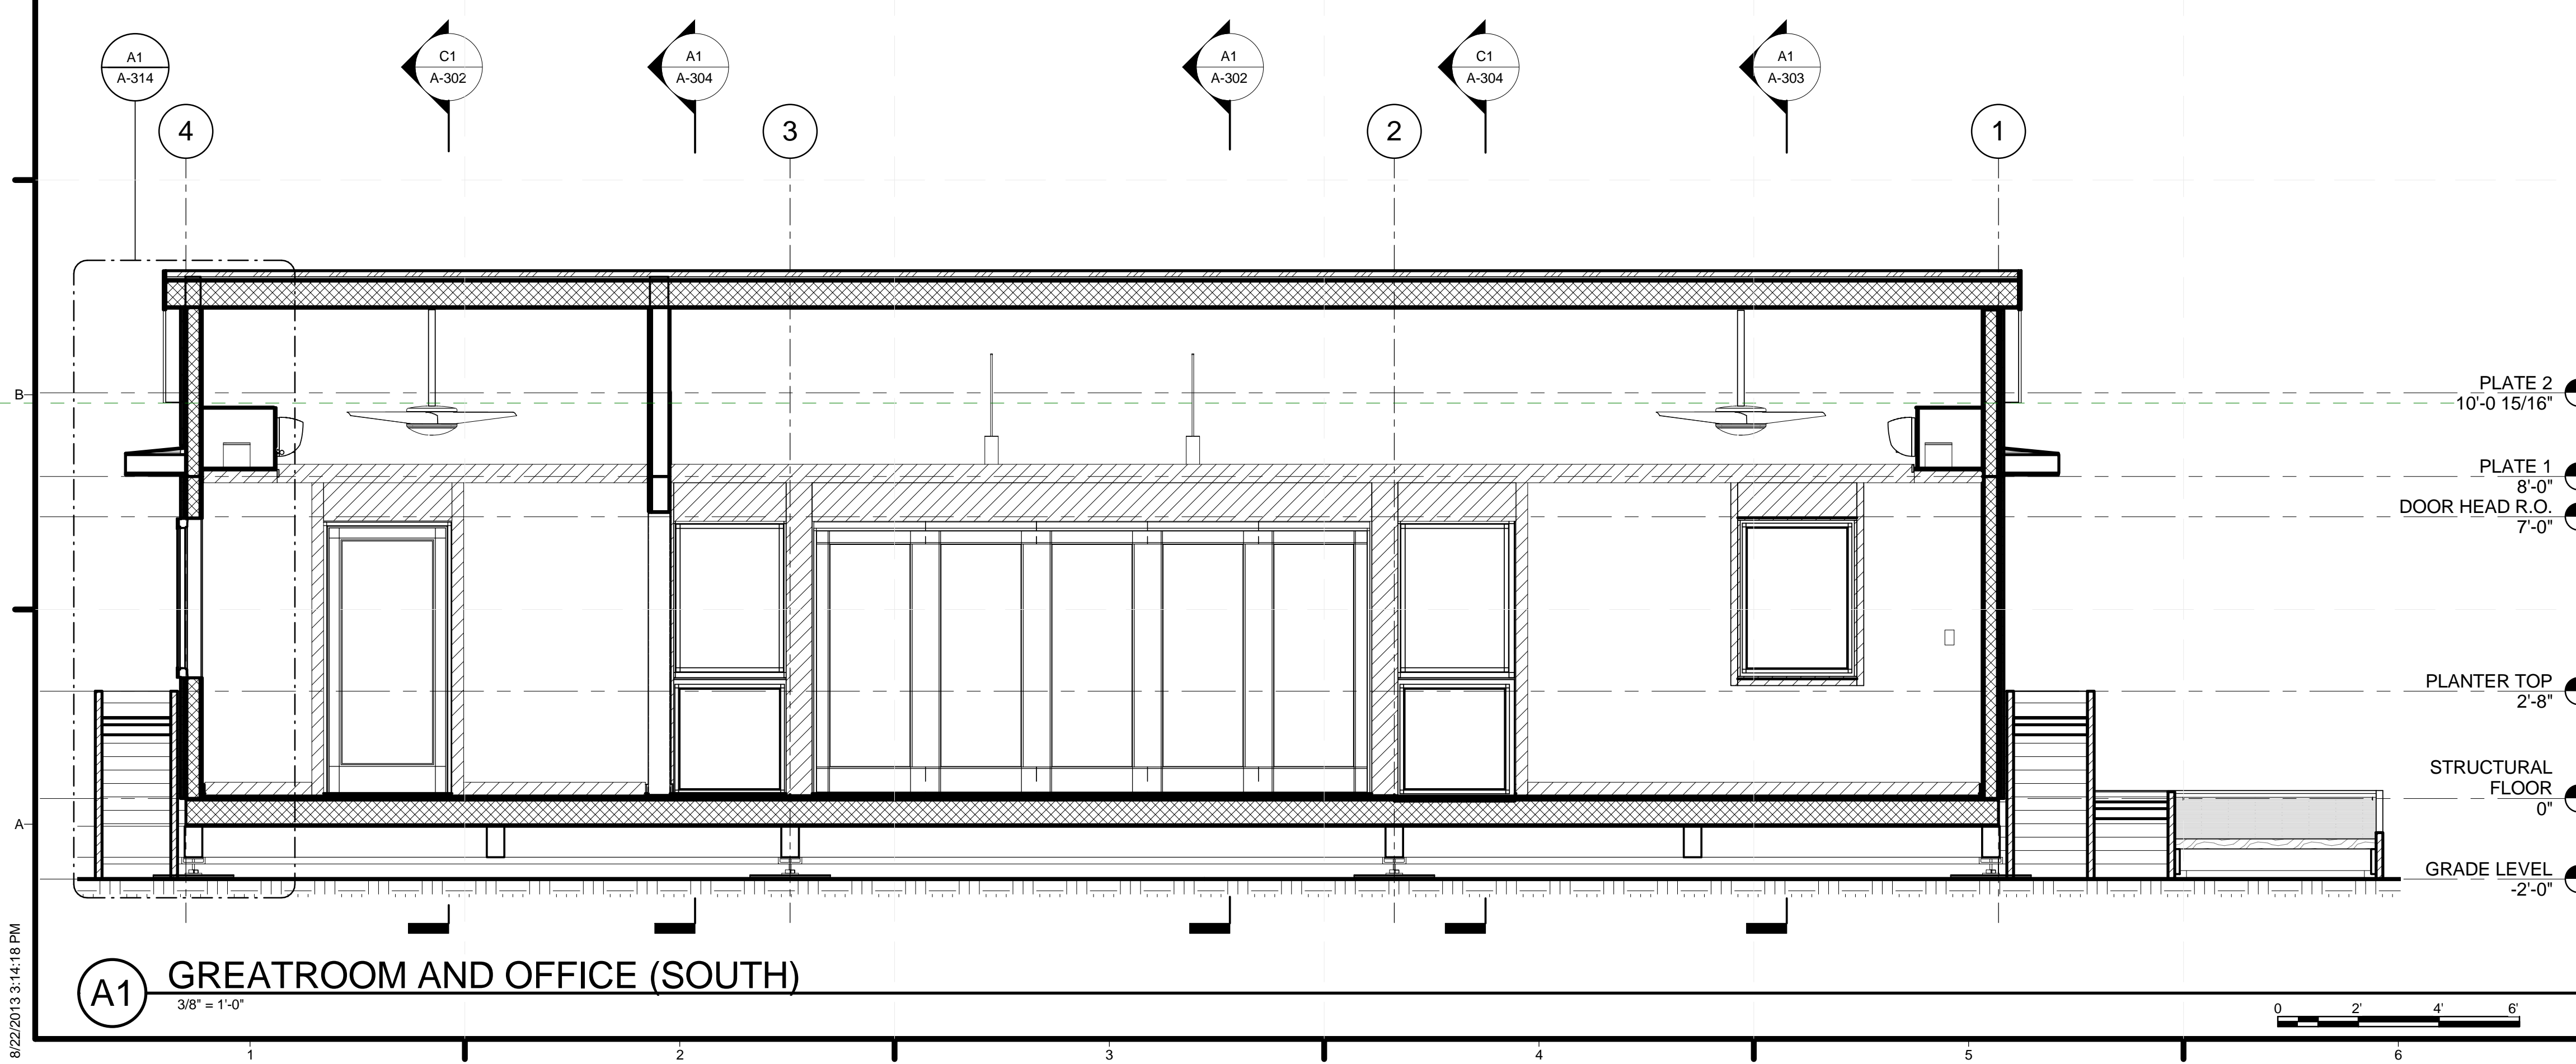 A1
A-314
C1
A-302
A1
A-304
A1
A-302
C1
A-304
A1
A-303
4
3
2
1
B
PLATE 2
10'-0 15/16"
PLATE 1
8'-0"
DOOR HEAD R.O.
7'-0"
PLANTER TOP
2'-8"
STRUCTURAL
FLOOR
0"
A
GRADE LEVEL
-2'-0"
8/22/2013 3:14:18 PM
A1
GREATROOM AND OFFICE (SOUTH)
3/8" = 1'-0"
0 2' 4' 6'
1 2 3 4 5 6